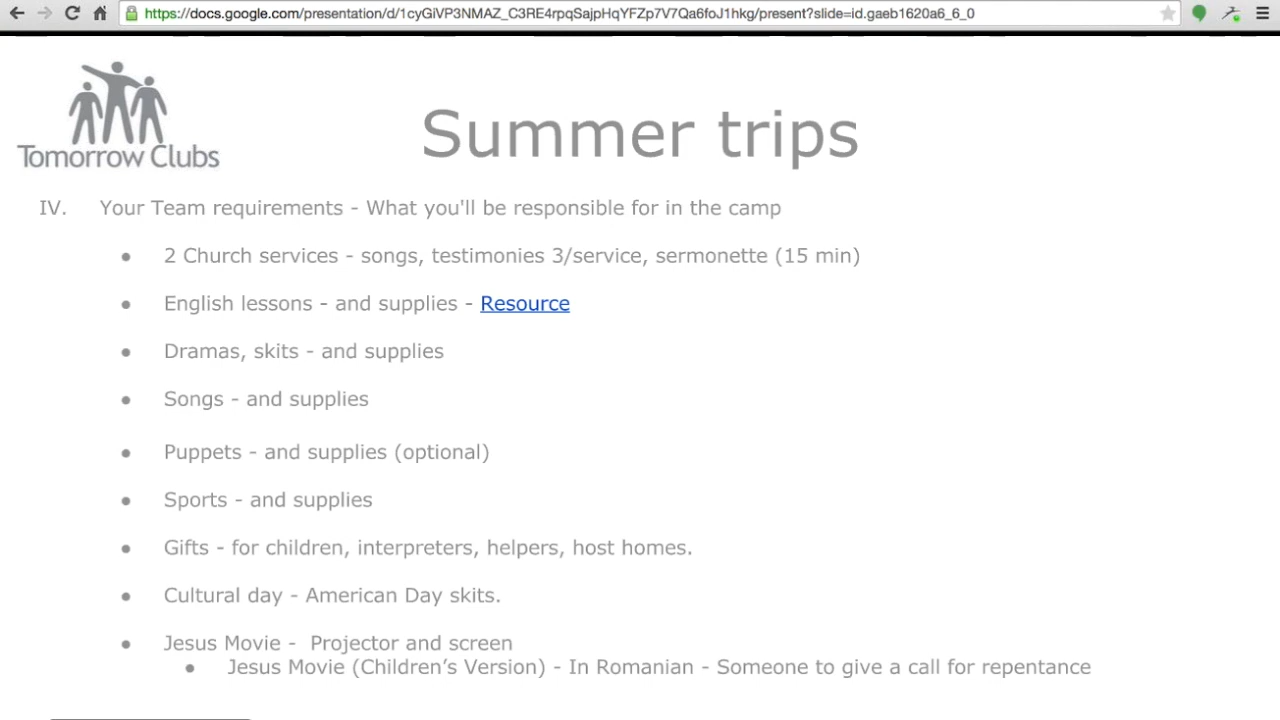 https://docs.google.com/presentation/d/1cyGiVP3NMAZ_C3RE4rpqSajpHqYFZp7V7Qa6foJ1hkg/present?slide=id.gaeb1620a6_6_0
Tomorrow Clubs
Summer trips
IV. Your Team requirements - What you'll be responsible for in the camp
● 2 Church services - songs, testimonies 3/service, sermonette (15 min)
● English lessons - and supplies - Resource
● Dramas, skits - and supplies
● Songs - and supplies
● Puppets - and supplies (optional)
● Sports - and supplies
● Gifts - for children, interpreters, helpers, host homes.
● Cultural day - American Day skits.
● Jesus Movie - Projector and screen
● Jesus Movie (Children’s Version) - In Romanian - Someone to give a call for repentance